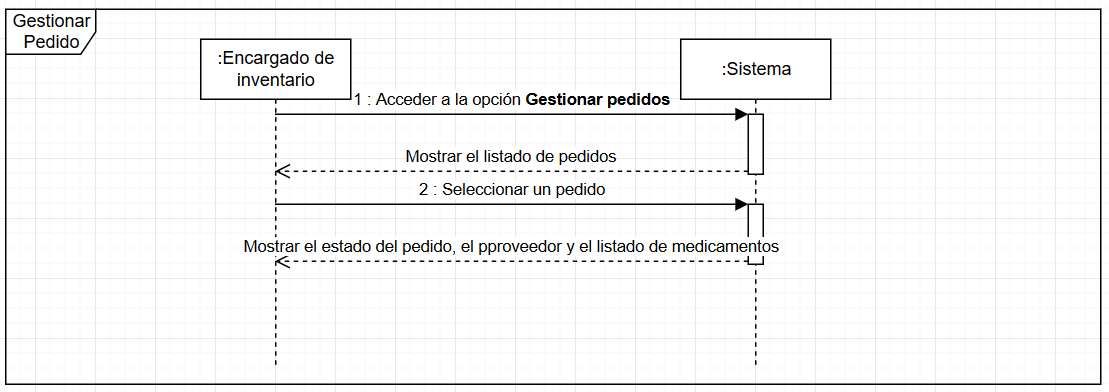 Gestionar
Pedido
:Encargado de
inventario
:Sistema
1 : Acceder a la opción Gestionar pedidos
Mostrar el listado de pedidos
2 : Seleccionar un pedido
Mostrar el estado del pedido, el pproveedor y el listado de medicamentos